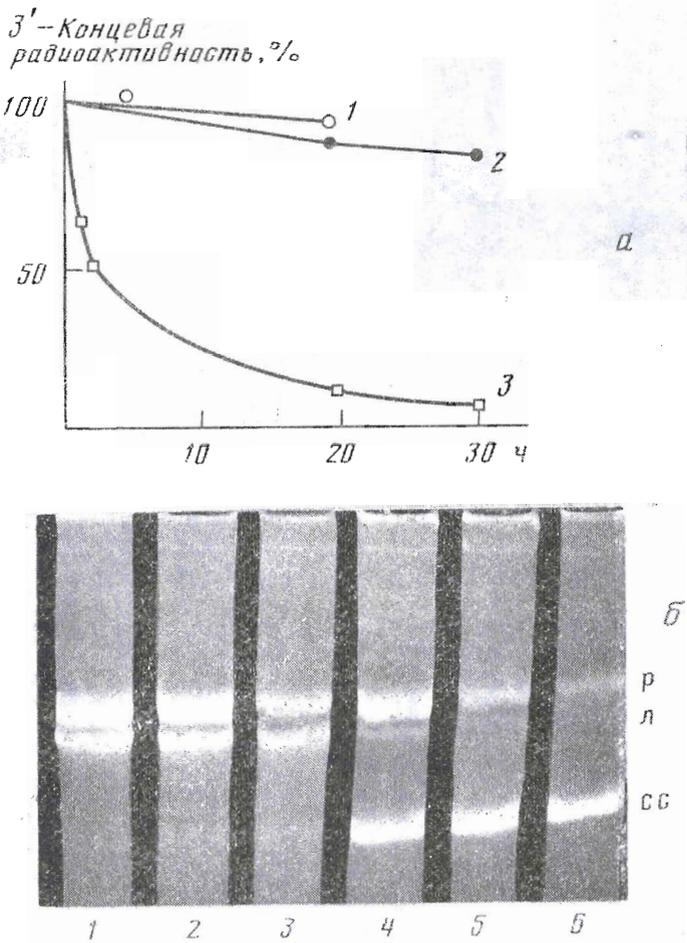 3'-Концевая
радиоактивность, %
100
1
2
а
50
3
10 20 30 ч
б
р
л
сс
1 2 3 4 5 6